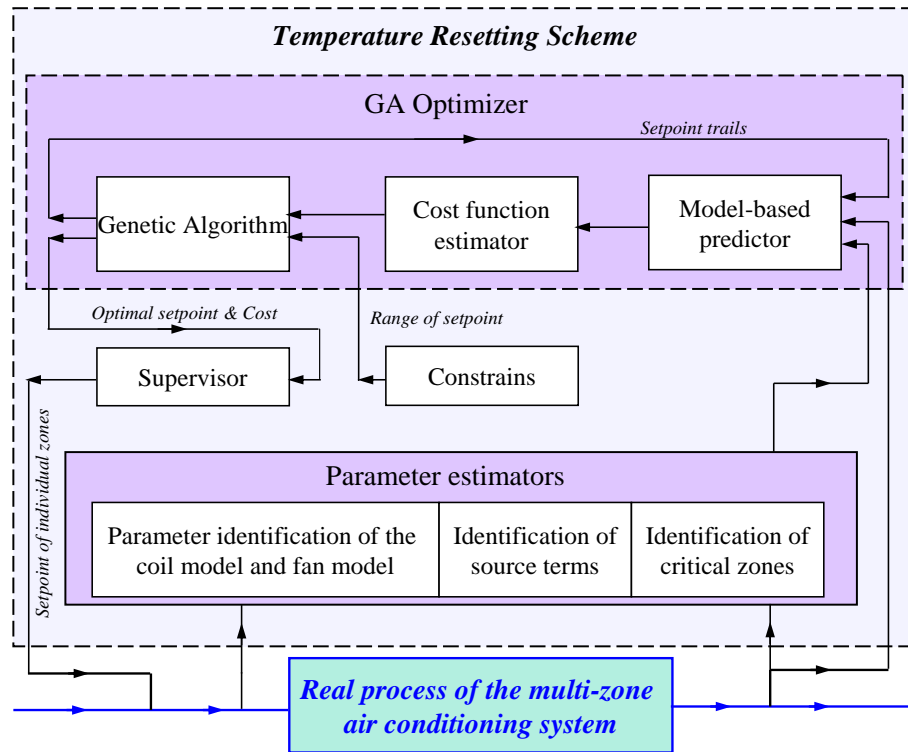 Temperature Resetting Scheme
GA Optimizer
Setpoint trails
Genetic Algorithm
Cost function
estimator
Model-based
predictor
Optimal setpoint & Cost
Range of setpoint
Supervisor
Constrains
Setpoint of individual zones
Parameter estimators
Parameter identification of the
coil model and fan model
Identification of
source terms
Identification of
critical zones
Real process of the multi-zone
air conditioning system